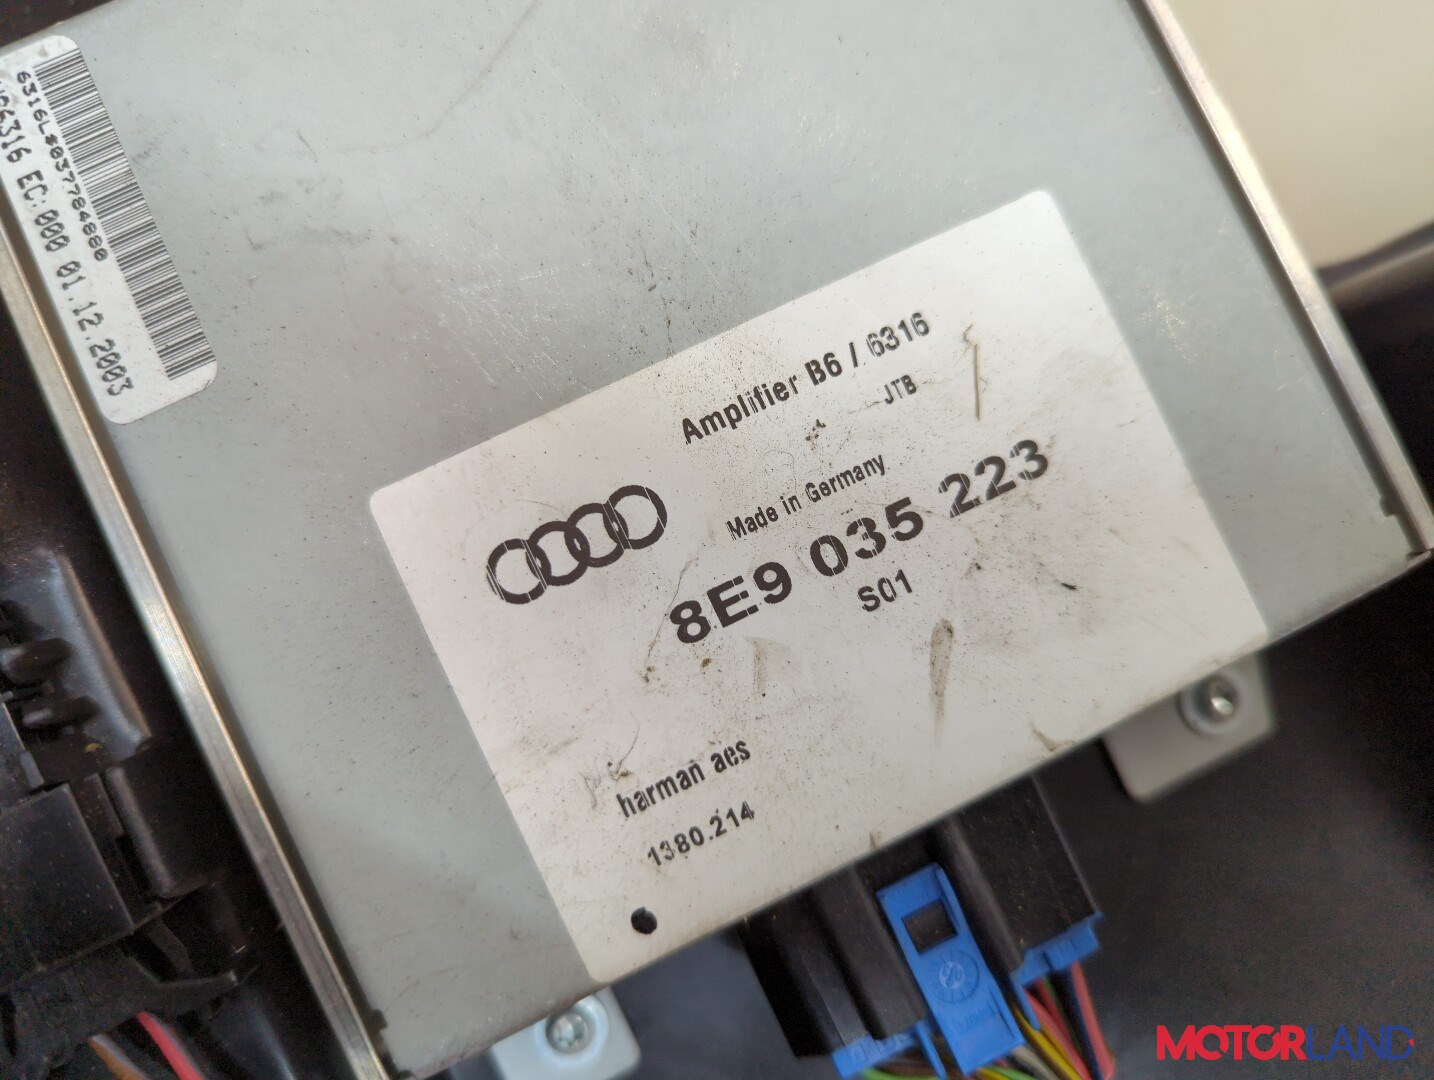 6316L$037784880
6316 EC:000 01.12.2003
Amplifier B6 / 6316
JTB
Made in Germany
8E9 035 223
S01
harman aes
1380.214
MOTORLAND